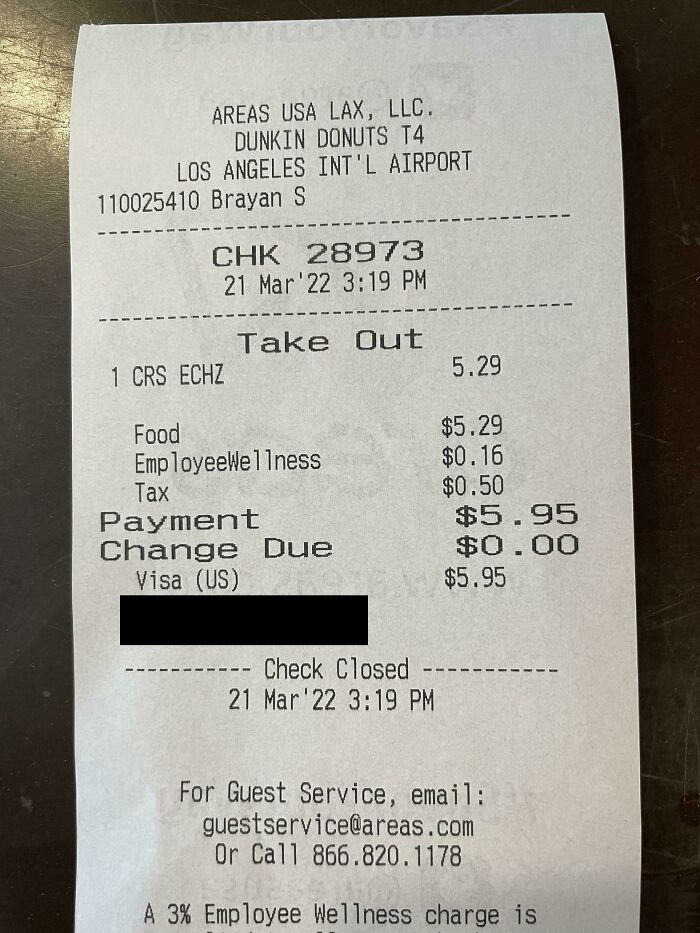 AREAS USA LAX, LLC.
DUNKIN DONUTS T4
LOS ANGELES INT'L AIRPORT
110025410 Brayan S
CHK 28973
21 Mar'22 3:19 PM
Take Out
1 CRS ECHZ 5.29
Food $5.29
EmployeeWellness $0.16
Tax $0.50
Payment $5.95
Change Due $0.00
Visa (US) $5.95
Check Closed
21 Mar'22 3:19 PM
For Guest Service, email:
guestservice@areas.com
Or Call 866.820.1178
A 3% Employee Wellness charge is